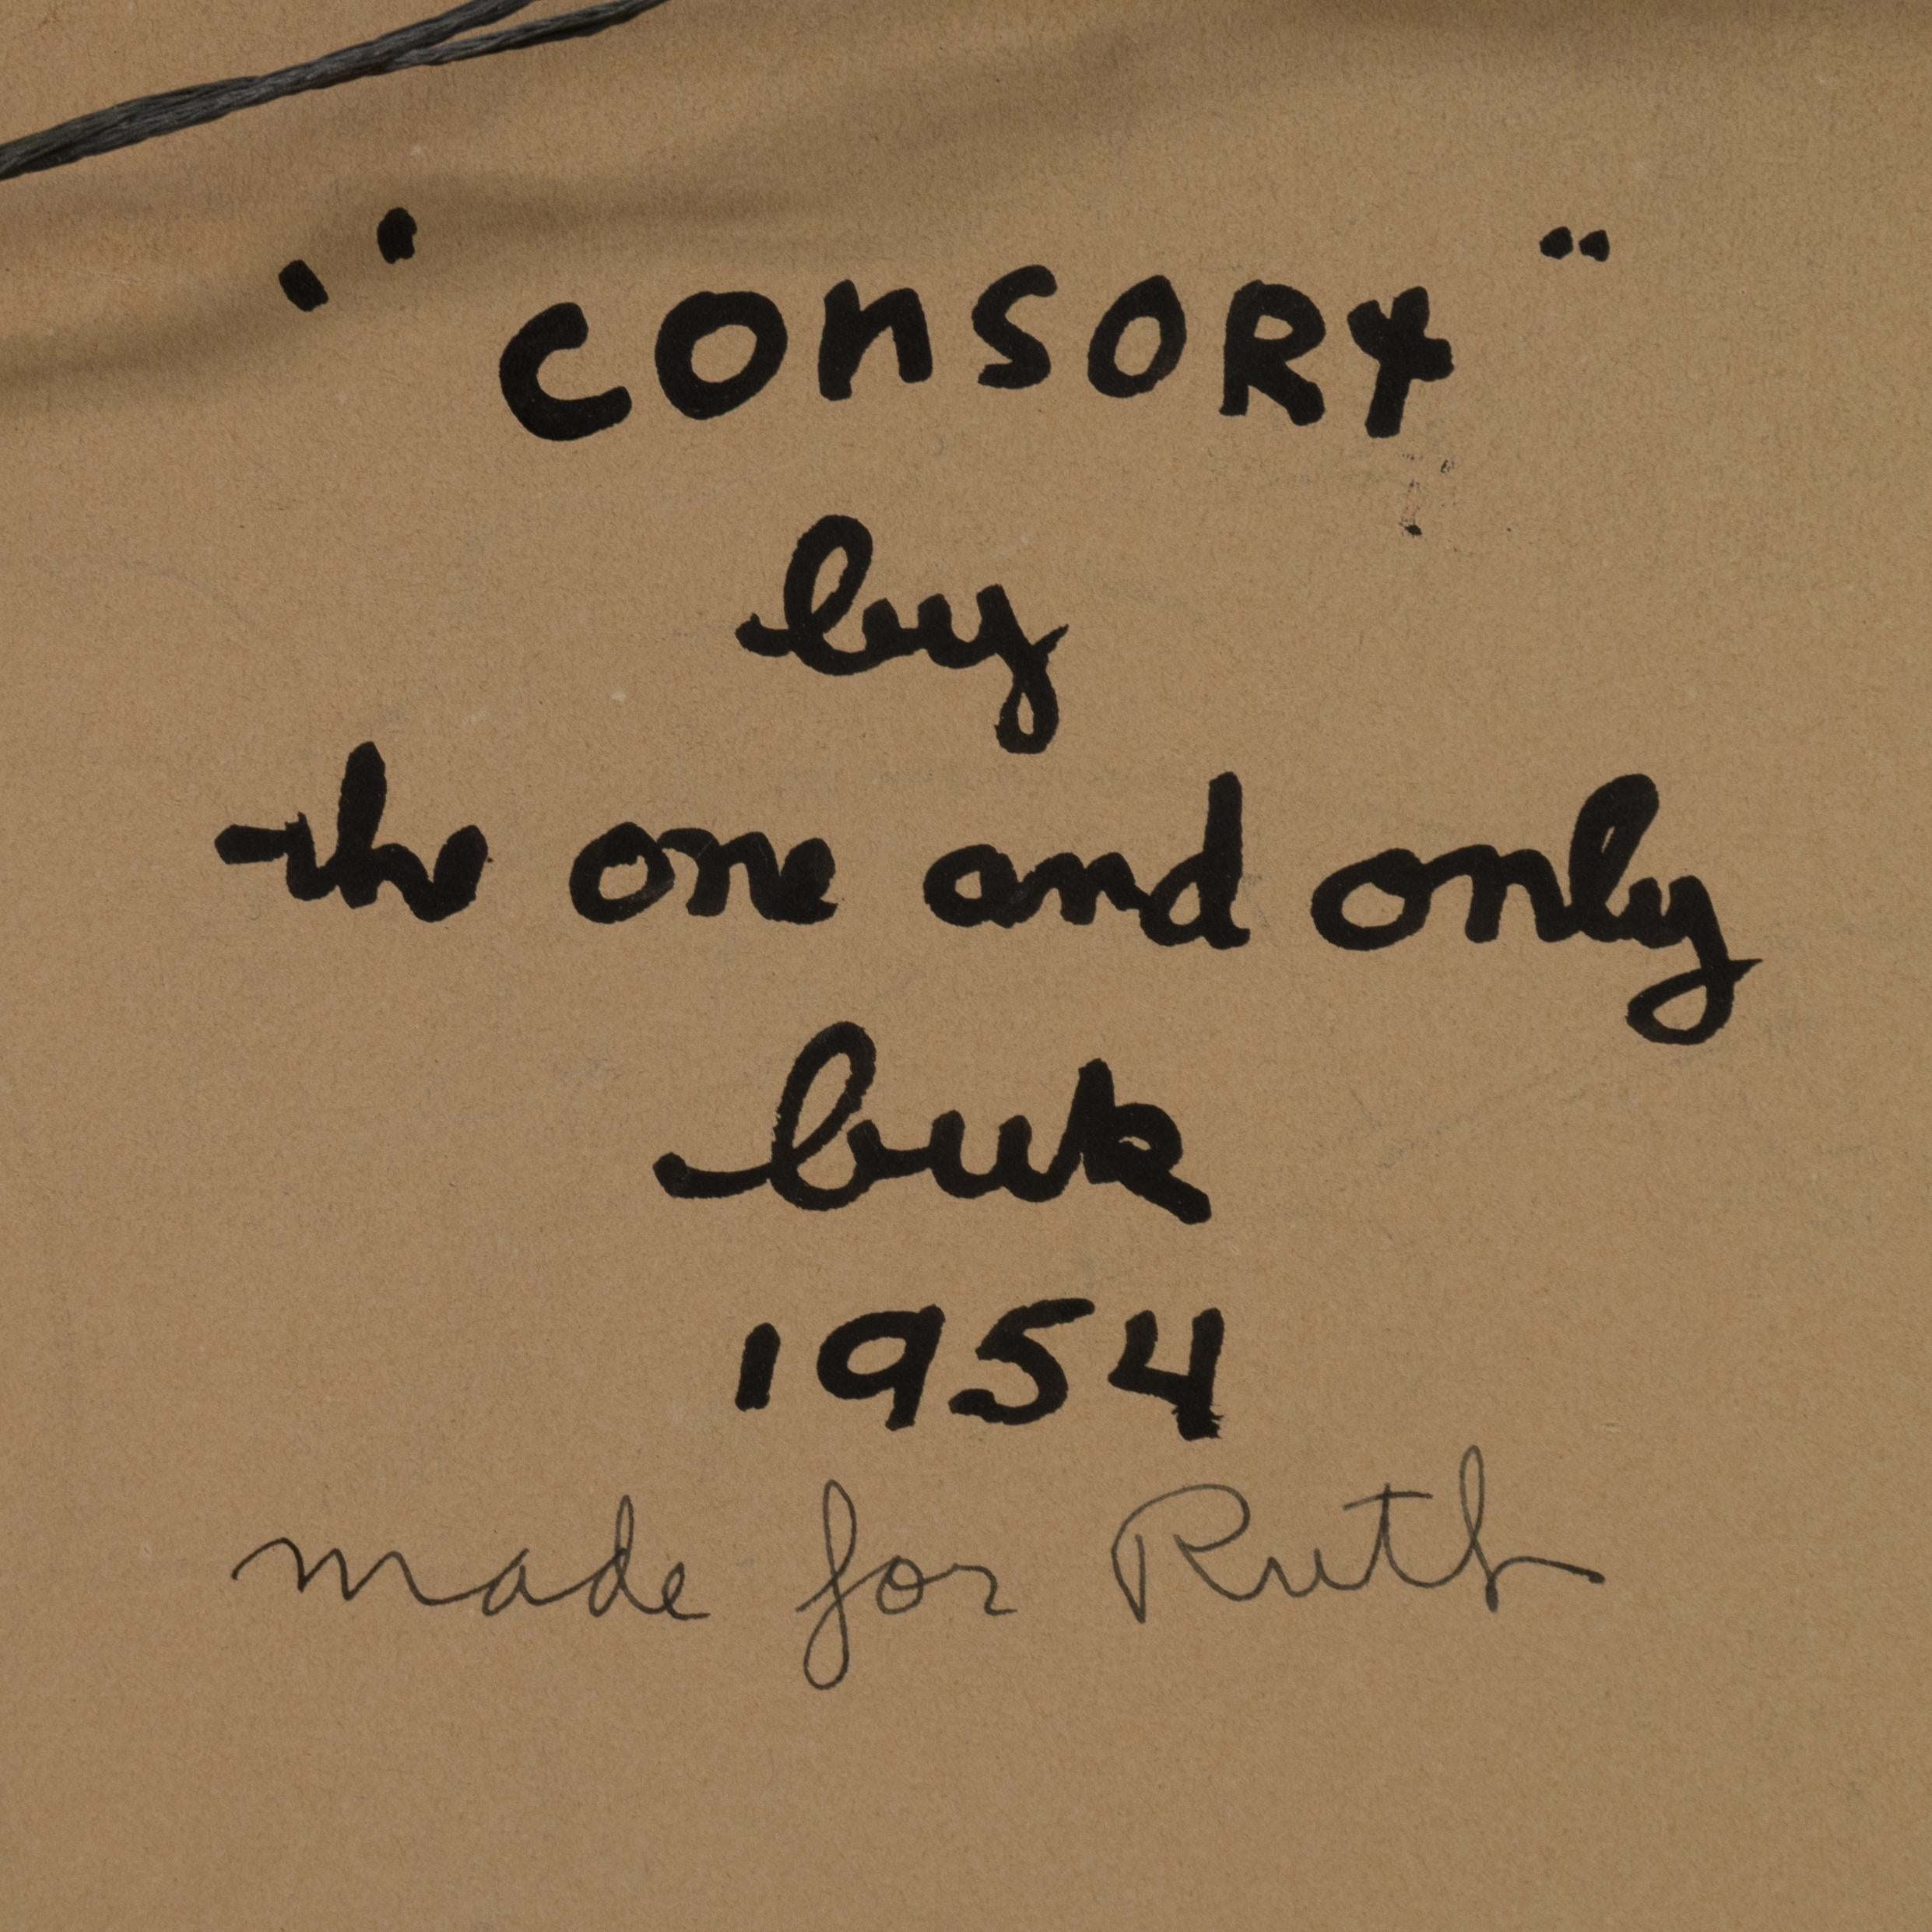 "CONSORT"
by
the one and only
buk
1954
made for Ruth